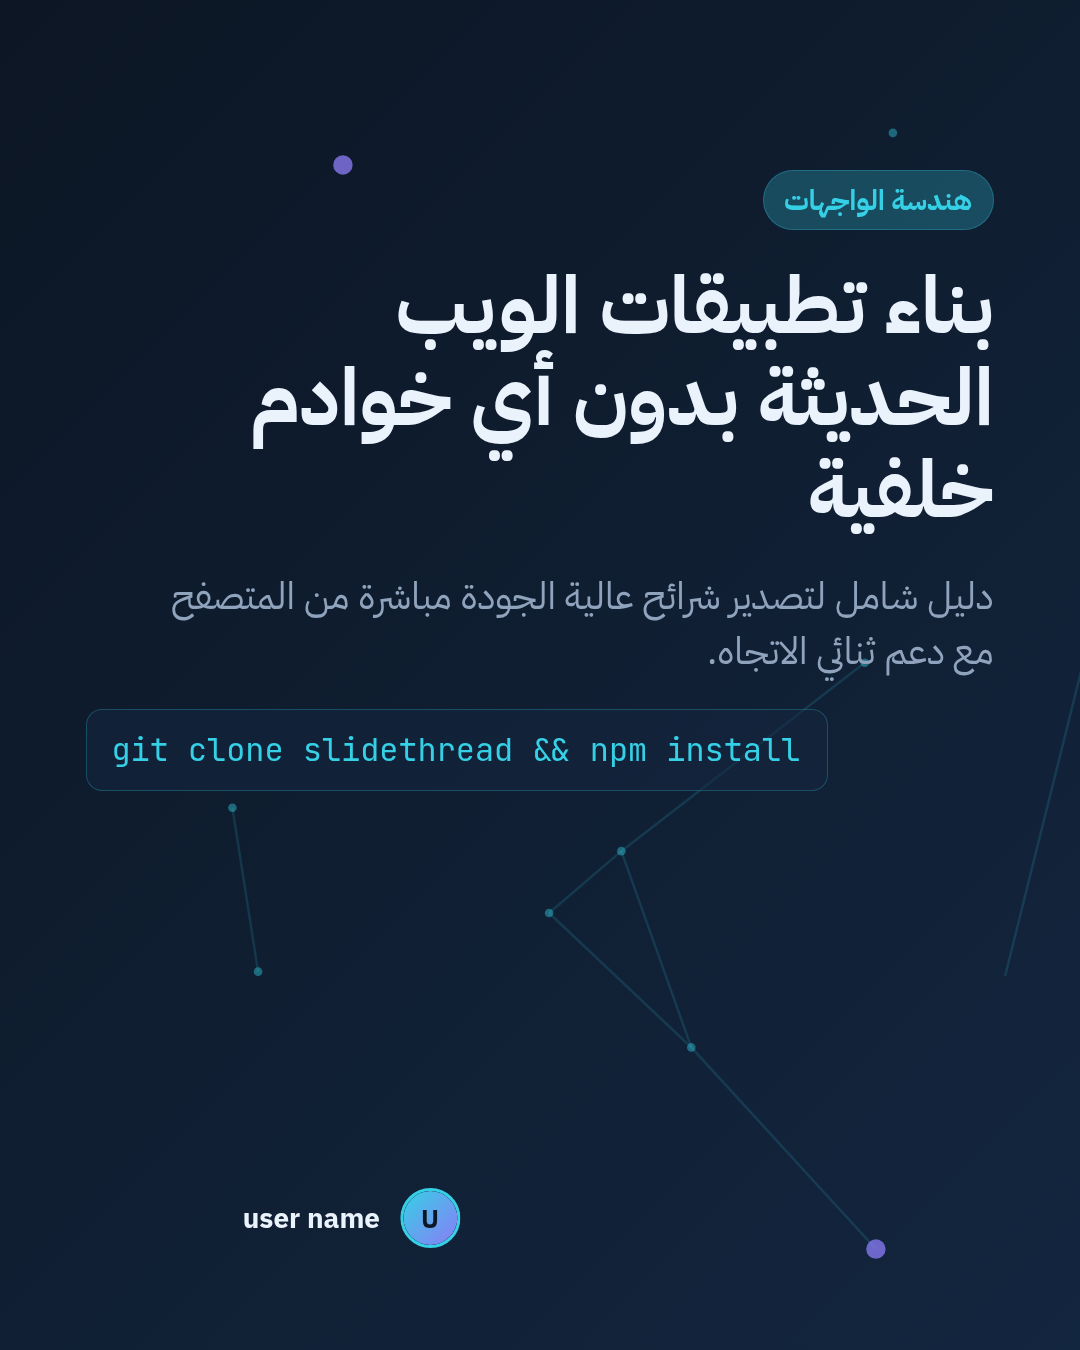 هندسة الواجهات
بناء تطبيقات الويب
الحديثة بدون أي خوادم
خلفية
دليل شامل لتصدير شرائح عالية الجودة مباشرة من المتصفح
مع دعم ثنائي الاتجاه.
git clone slidethread && npm install
user name
U